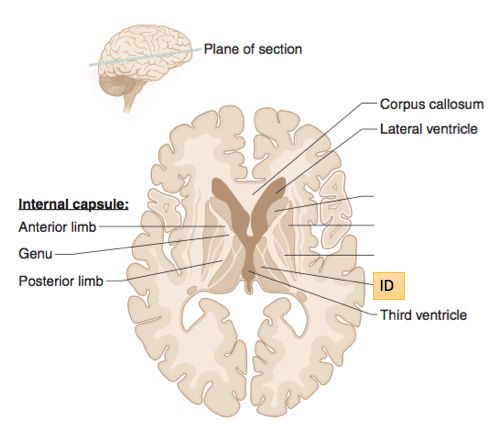 Plane of section
Corpus callosum
Lateral ventricle
Internal capsule:
Anterior limb
Genu
Posterior limb
ID
Third ventricle